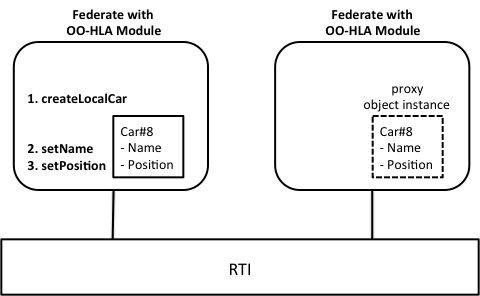 Federate with
OO-HLA Module
1. createLocalCar
2. setName
3. setPosition
Car#8
- Name
- Position
Federate with
OO-HLA Module
proxy
object instance
Car#8
- Name
- Position
RTI